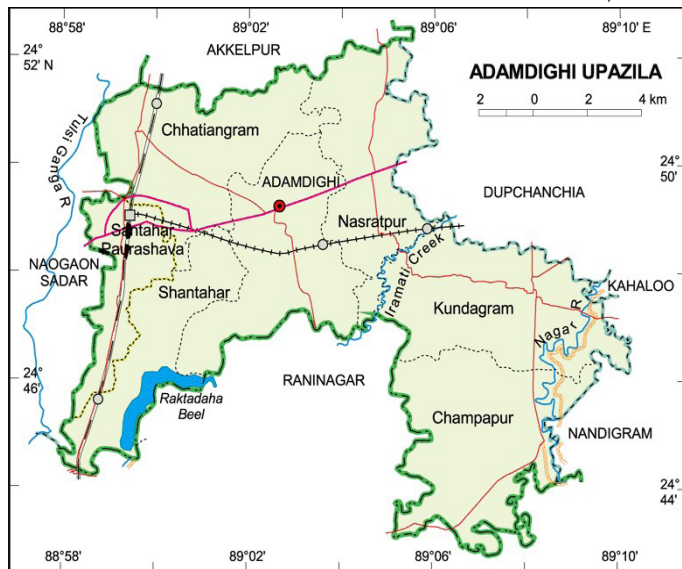 88°58'
89°02'
89°06'
89°10' E
24°
52' N
AKKELPUR
ADAMDIGHI UPAZILA
2 0 2 4 km
Tulsi Ganga R
Chhatiangram
24°
50'
ADAMDIGHI
DUPCHANCHIA
Nasratpur
Santahar
Paurashava
NAOGAON
SADAR
Iramati Creek
KAHALOO
Shantahar
Kundagram
Nagar R
24°
46'
RANINAGAR
Raktadaha
Beel
Champapur
NANDIGRAM
24°
44'
88°58'
89°02'
89°06'
89°10'